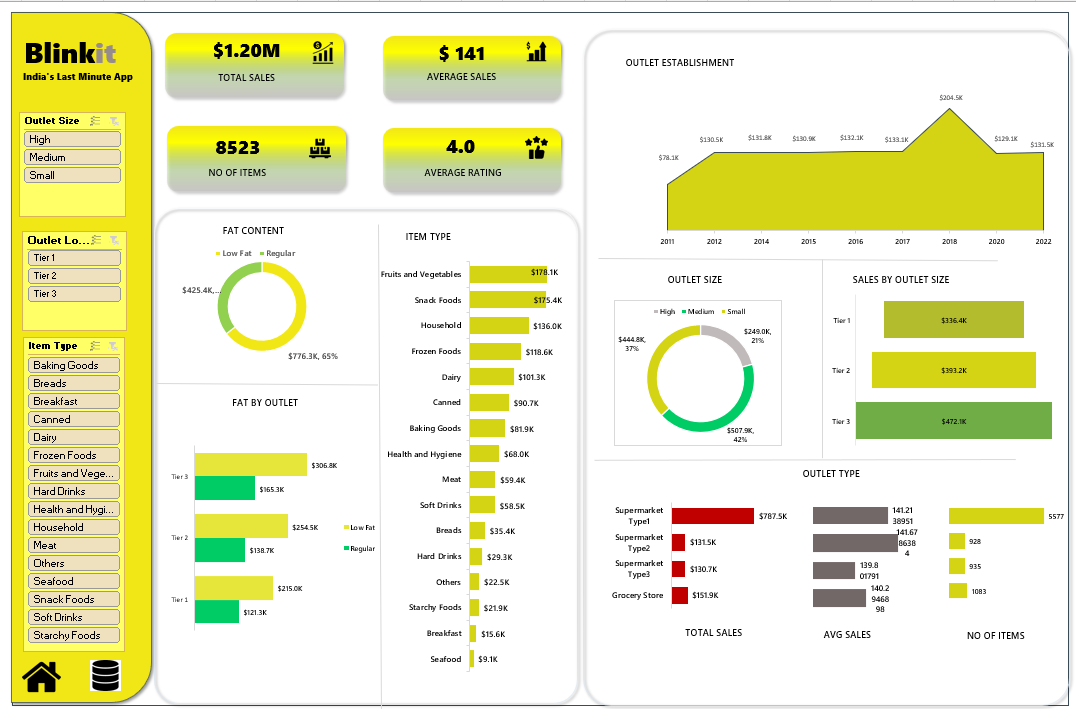 Blinkit
India's Last Minute App
Outlet Size
High
Medium
Small
Outlet Lo...
Tier 1
Tier 2
Tier 3
Item Type
Baking Goods
Breads
Breakfast
Canned
Dairy
Frozen Foods
Fruits and Vege...
Hard Drinks
Health and Hygi...
Household
Meat
Others
Seafood
Snack Foods
Soft Drinks
Starchy Foods
$1.20M
TOTAL SALES
$ 141
AVERAGE SALES
8523
NO OF ITEMS
4.0
AVERAGE RATING
FAT CONTENT
Low Fat Regular
$425.4K,...
$776.3K, 65%
FAT BY OUTLET
Tier 3
$306.8K
$165.3K
Tier 2
$254.5K
$138.7K
Tier 1
$215.0K
$121.3K
Low Fat
Regular
ITEM TYPE
Fruits and Vegetables $178.1K
Snack Foods $175.4K
Household $136.0K
Frozen Foods $118.6K
Dairy $101.3K
Canned $90.7K
Baking Goods $81.9K
Health and Hygiene $68.0K
Meat $59.4K
Soft Drinks $58.5K
Breads $35.4K
Hard Drinks $29.3K
Others $22.5K
Starchy Foods $21.9K
Breakfast $15.6K
Seafood $9.1K
OUTLET ESTABLISHMENT
$78.1K $130.5K $131.8K $130.9K $132.1K $133.1K $204.5K $129.1K $131.5K
2011 2012 2014 2015 2016 2017 2018 2020 2022
OUTLET SIZE
High Medium Small
$249.0K,
21%
$444.8K,
37%
$507.9K,
42%
SALES BY OUTLET SIZE
Tier 1 $336.4K
Tier 2 $393.2K
Tier 3 $472.1K
OUTLET TYPE
Supermarket
Type1
$787.5K
Supermarket
Type2
$131.5K
Supermarket
Type3
$130.7K
Grocery Store $151.9K
TOTAL SALES
141.21
38951
141.67
8638
4
139.8
01791
140.2
9468
98
AVG SALES
5577
928
935
1083
NO OF ITEMS